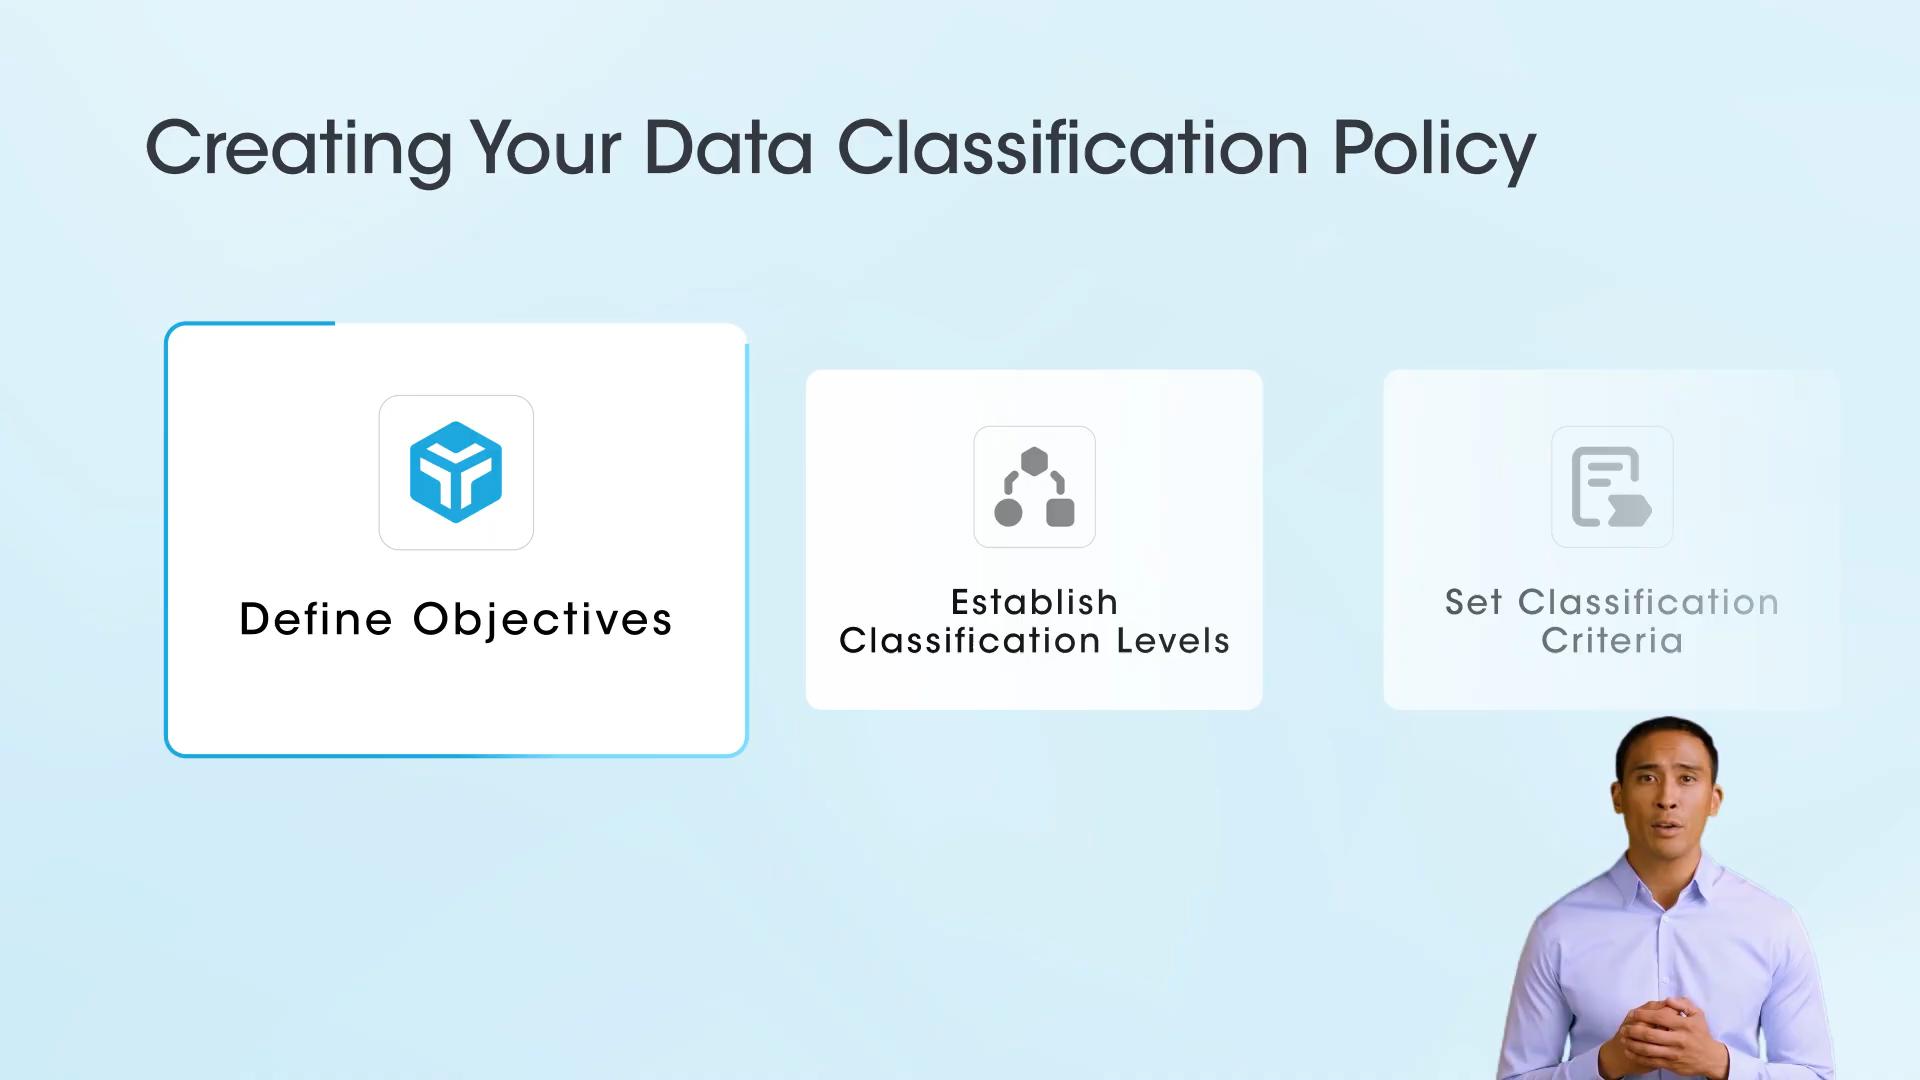 Creating Your Data Classification Policy
Define Objectives
Establish
Classification Levels
Set Classification
Criteria